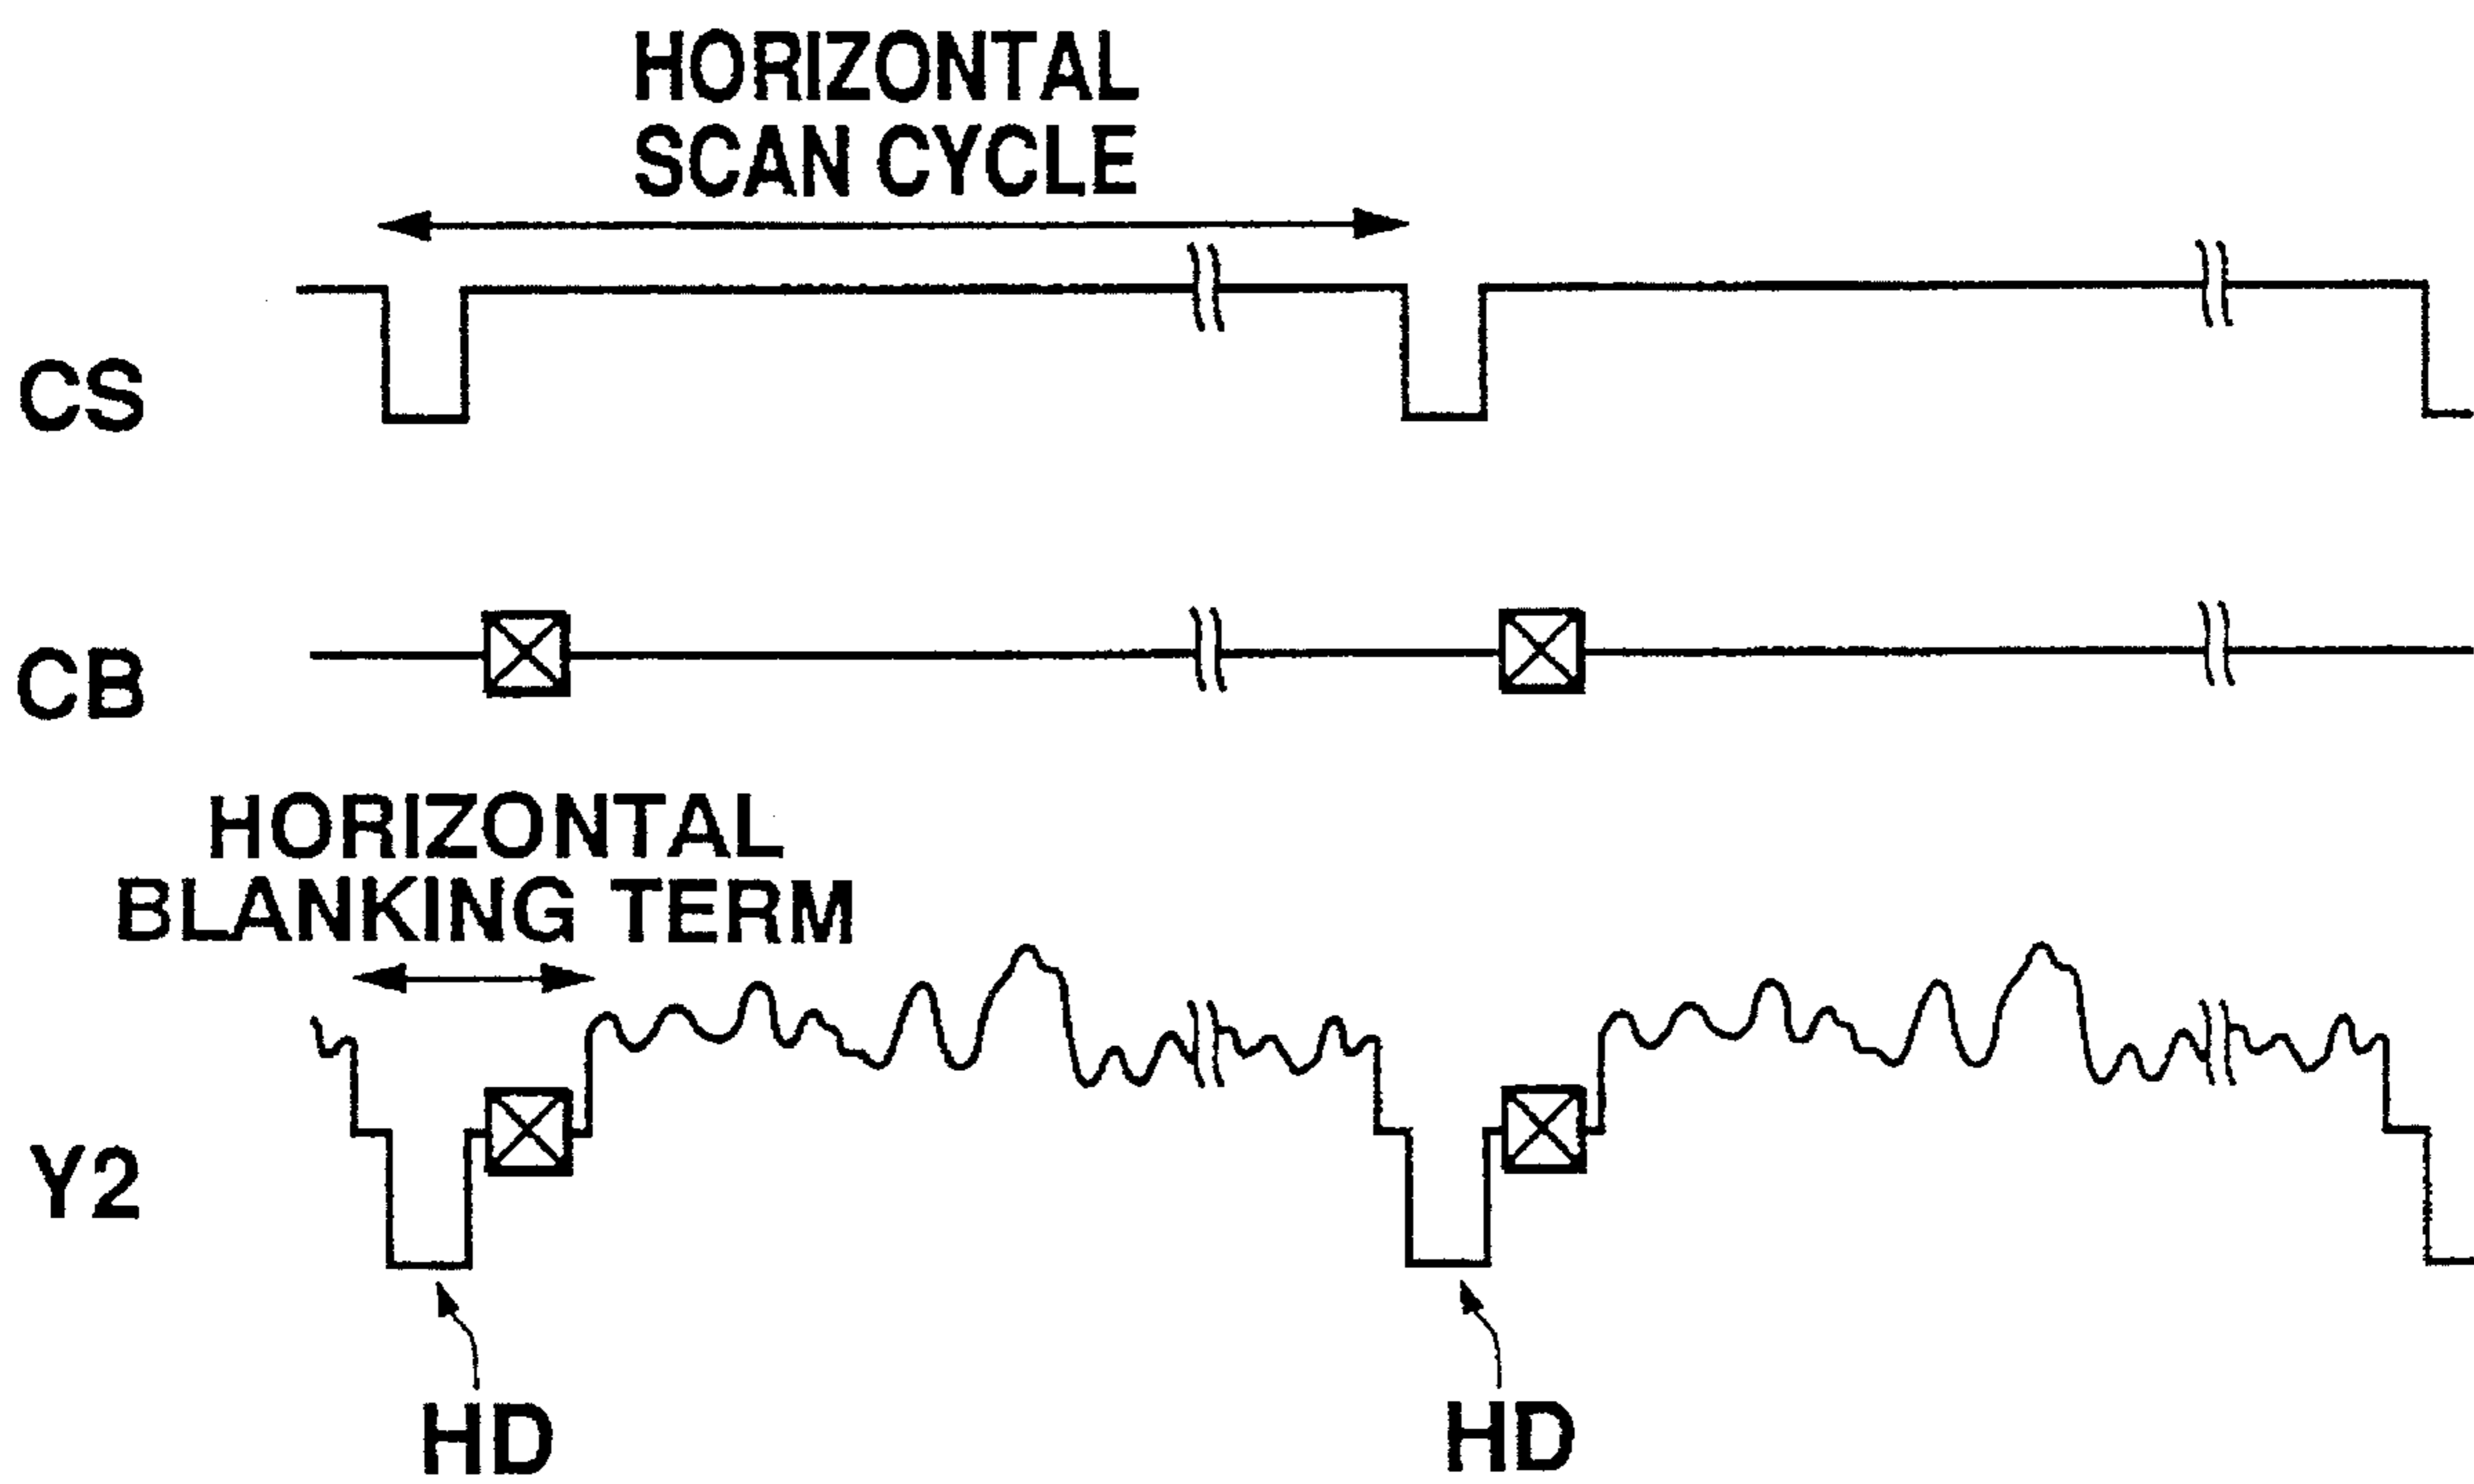 HORIZONTAL
SCAN CYCLE
CS
CB
HORIZONTAL
BLANKING TERM
Y2
HD HD